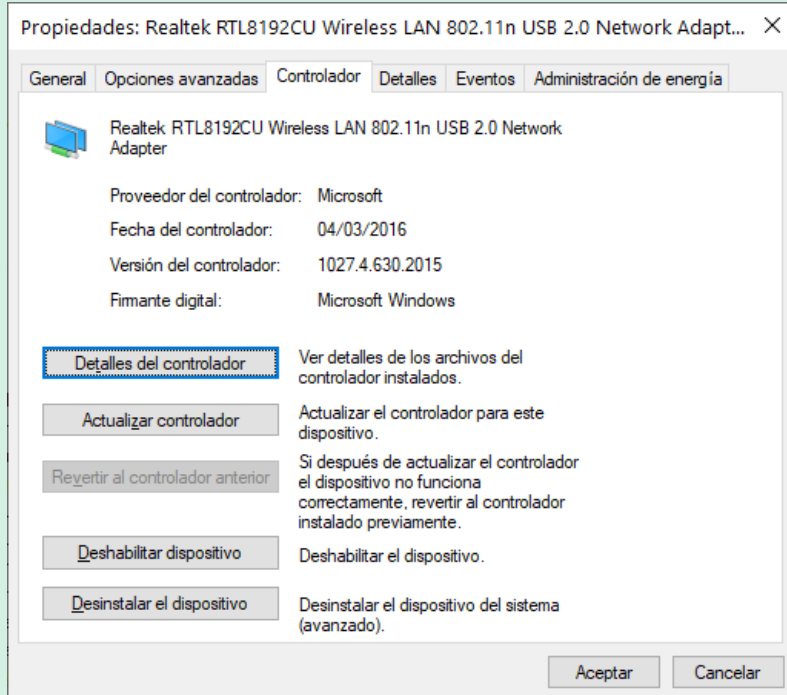 Propiedades: Realtek RTL8192CU Wireless LAN 802.11n USB 2.0 Network Adapt...
General
Opciones avanzadas
Controlador
Detalles
Eventos
Administración de energía
Realtek RTL8192CU Wireless LAN 802.11n USB 2.0 Network
Adapter
Proveedor del controlador: Microsoft
Fecha del controlador: 04/03/2016
Versión del controlador: 1027.4.630.2015
Firmante digital: Microsoft Windows
Detalles del controlador
Ver detalles de los archivos del
controlador instalados.
Actualizar controlador
Actualizar el controlador para este
dispositivo.
Revertir al controlador anterior
Si después de actualizar el controlador
el dispositivo no funciona
correctamente, revertir al controlador
instalado previamente.
Deshabilitar dispositivo
Deshabilitar el dispositivo.
Desinstalar el dispositivo
Desinstalar el dispositivo del sistema
(avanzado).
Aceptar
Cancelar